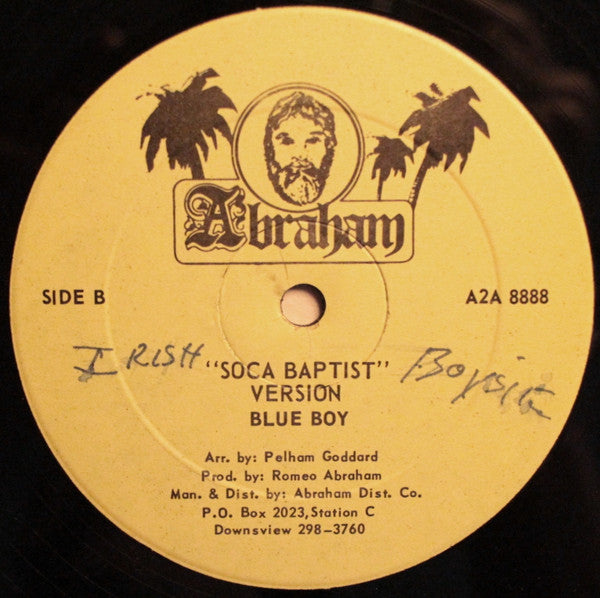 Abraham
SIDE B
A2A 8888
IRISH
"SOCA BAPTIST"
VERSION
BLUE BOY
Arr. by: Pelham Goddard
Prod. by: Romeo Abraham
Man. & Dist. by: Abraham Dist. Co.
P.O. Box 2023, Station C
Downsview 298-3760